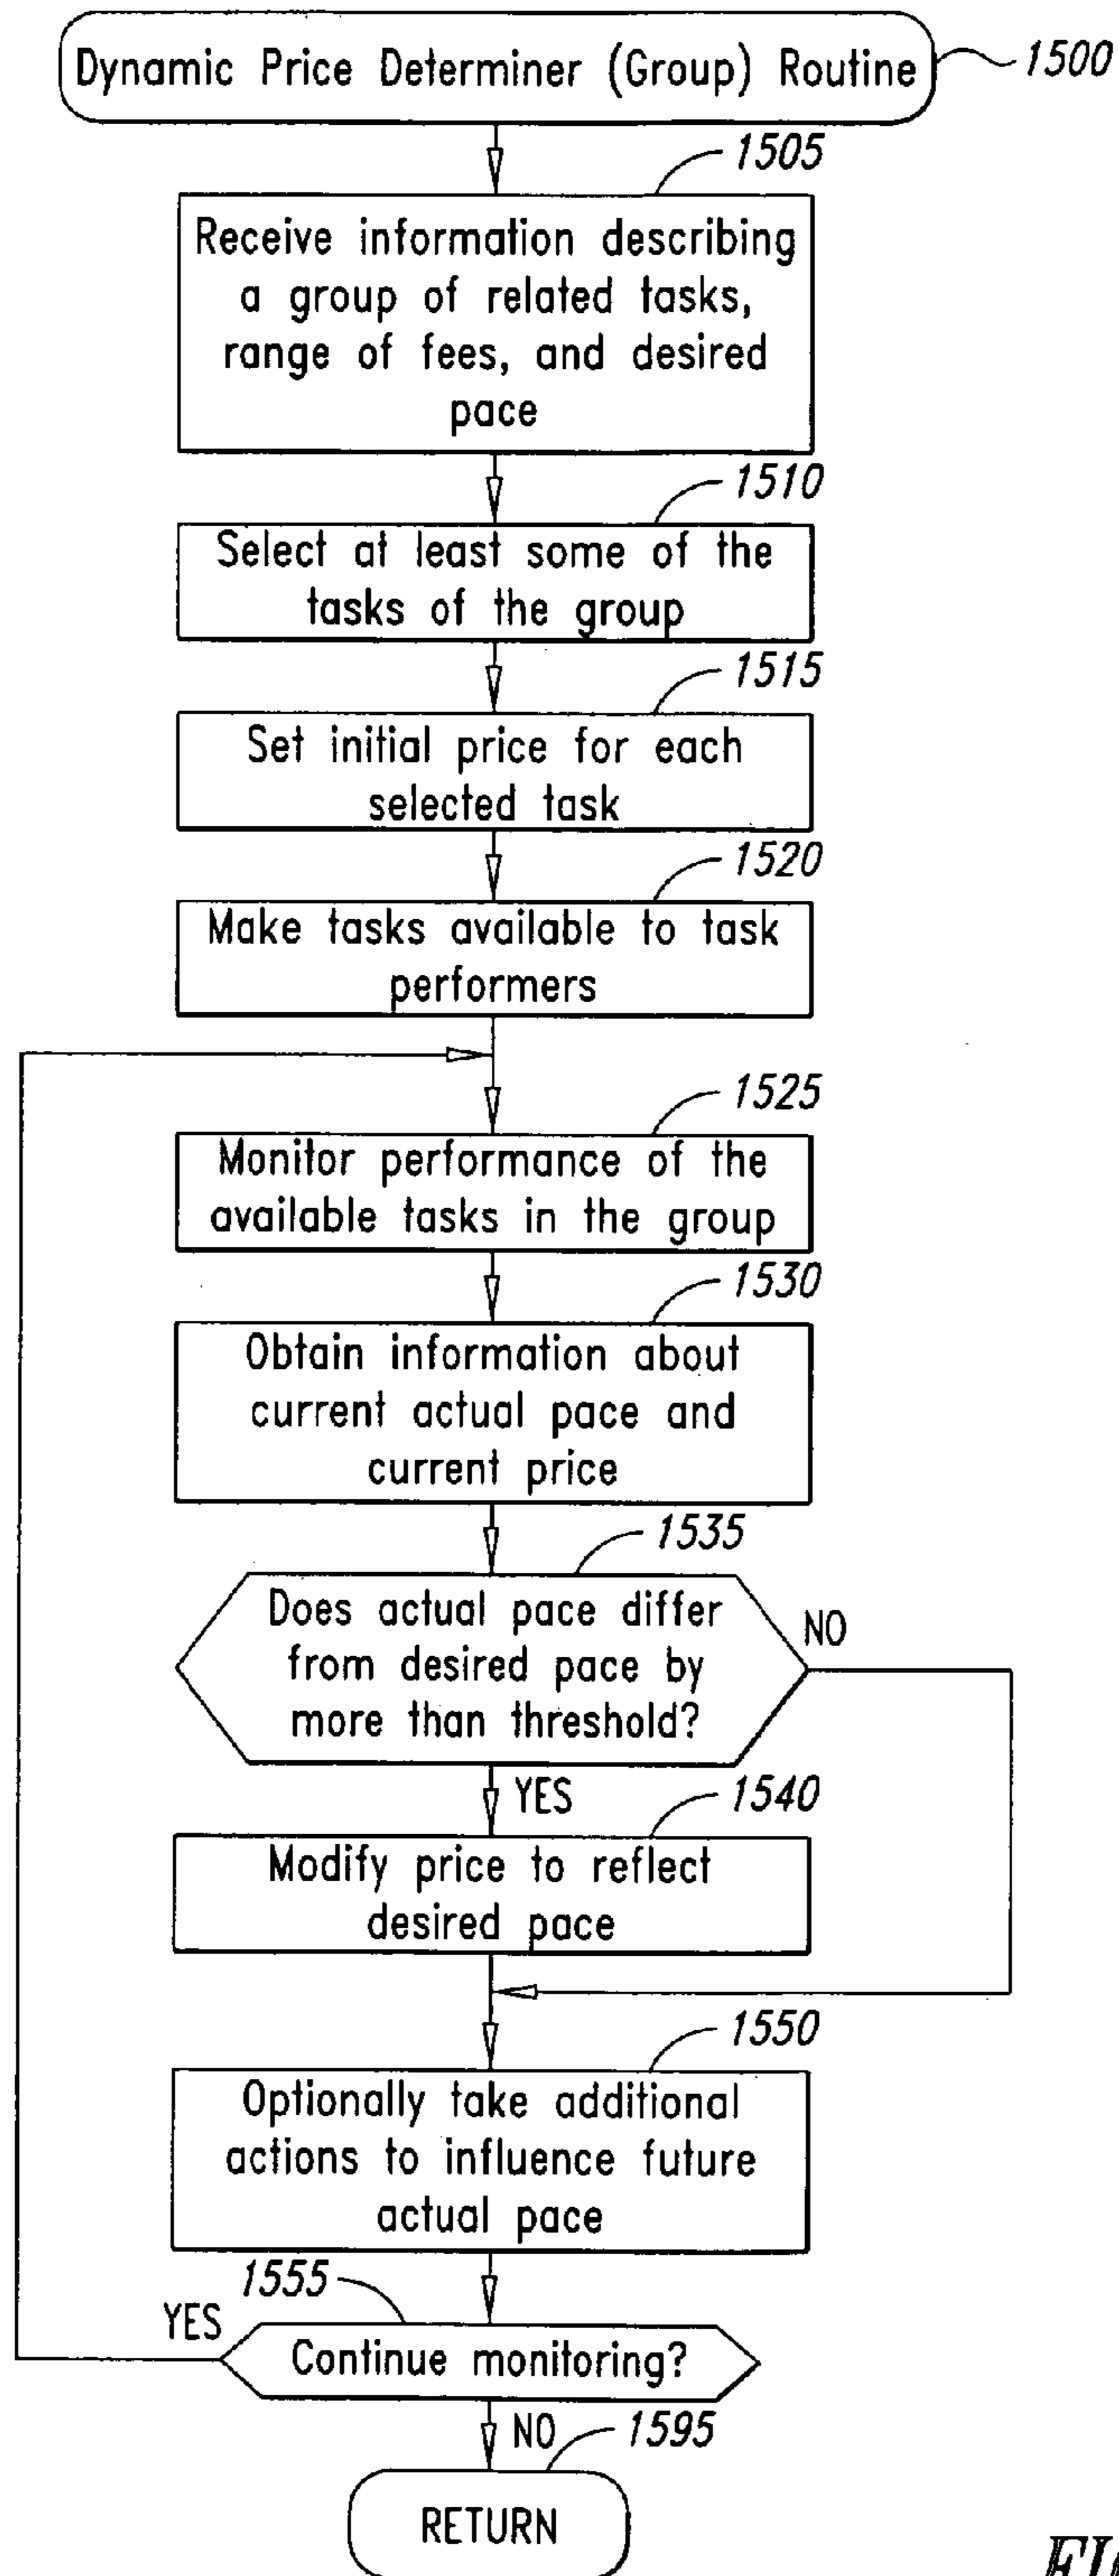 Dynamic Price Determiner (Group) Routine
1500
1505
Receive information describing
a group of related tasks,
range of fees, and desired
pace
1510
Select at least some of the
tasks of the group
1515
Set initial price for each
selected task
1520
Make tasks available to task
performers
1525
Monitor performance of the
available tasks in the group
1530
Obtain information about
current actual pace and
current price
1535
Does actual pace differ
from desired pace by
more than threshold?
NO
YES
1540
Modify price to reflect
desired pace
1550
Optionally take additional
actions to influence future
actual pace
1555
YES
Continue monitoring?
NO
1595
RETURN